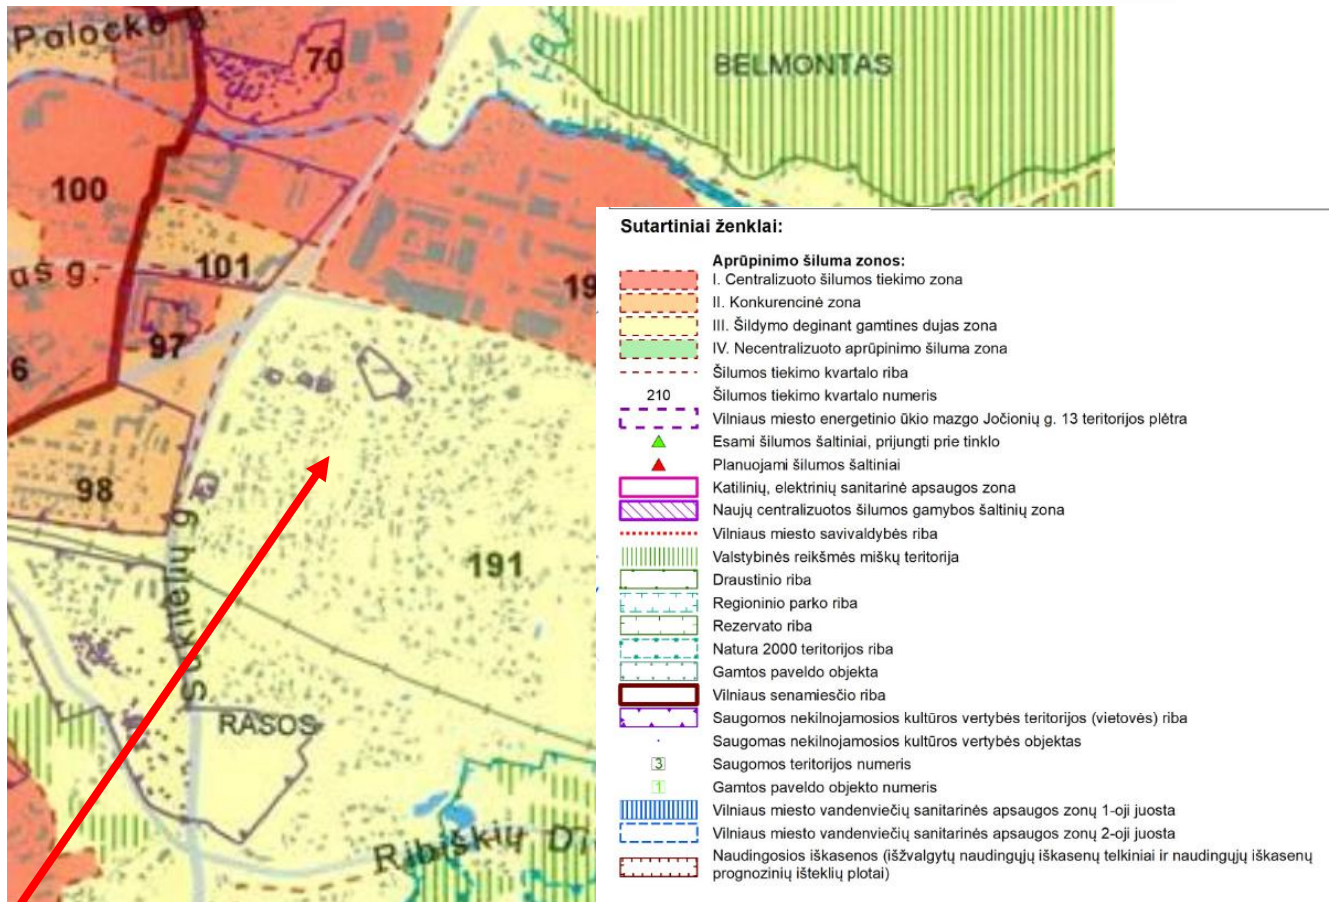 Palocko g.
70
BELMONTAS
100
aš g.
101
19
97
6
98
Sukilėlių g.
191
RASOS
Ribiškių Di
Sutartiniai ženklai:
Aprūpinimo šiluma zonos:
I. Centralizuoto šilumos tiekimo zona
II. Konkurencinė zona
III. Šildymo deginant gamtines dujas zona
IV. Necentralizuoto aprūpinimo šiluma zona
Šilumos tiekimo kvartalo riba
210 Šilumos tiekimo kvartalo numeris
Vilniaus miesto energetinio ūkio mazgo Jočionių g. 13 teritorijos plėtra
Esami šilumos šaltiniai, prijungti prie tinklo
Planuojami šilumos šaltiniai
Katilinių, elektrinių sanitarinė apsaugos zona
Naujų centralizuotos šilumos gamybos šaltinių zona
Vilniaus miesto savivaldybės riba
Valstybinės reikšmės miškų teritorija
Draustinio riba
Regioninio parko riba
Rezervato riba
Natura 2000 teritorijos riba
Gamtos paveldo objekta
Vilniaus senamiesčio riba
Saugomos nekilnojamosios kultūros vertybės teritorijos (vietovės) riba
Saugomas nekilnojamosios kultūros vertybės objektas
3 Saugomos teritorijos numeris
1 Gamtos paveldo objekto numeris
Vilniaus miesto vandenviečių sanitarinės apsaugos zonų 1-oji juosta
Vilniaus miesto vandenviečių sanitarinės apsaugos zonų 2-oji juosta
Naudingosios iškasenos (išžvalgytų naudingųjų iškasenų telkiniai ir naudingųjų iškasenų
prognozinių išteklių plotai)